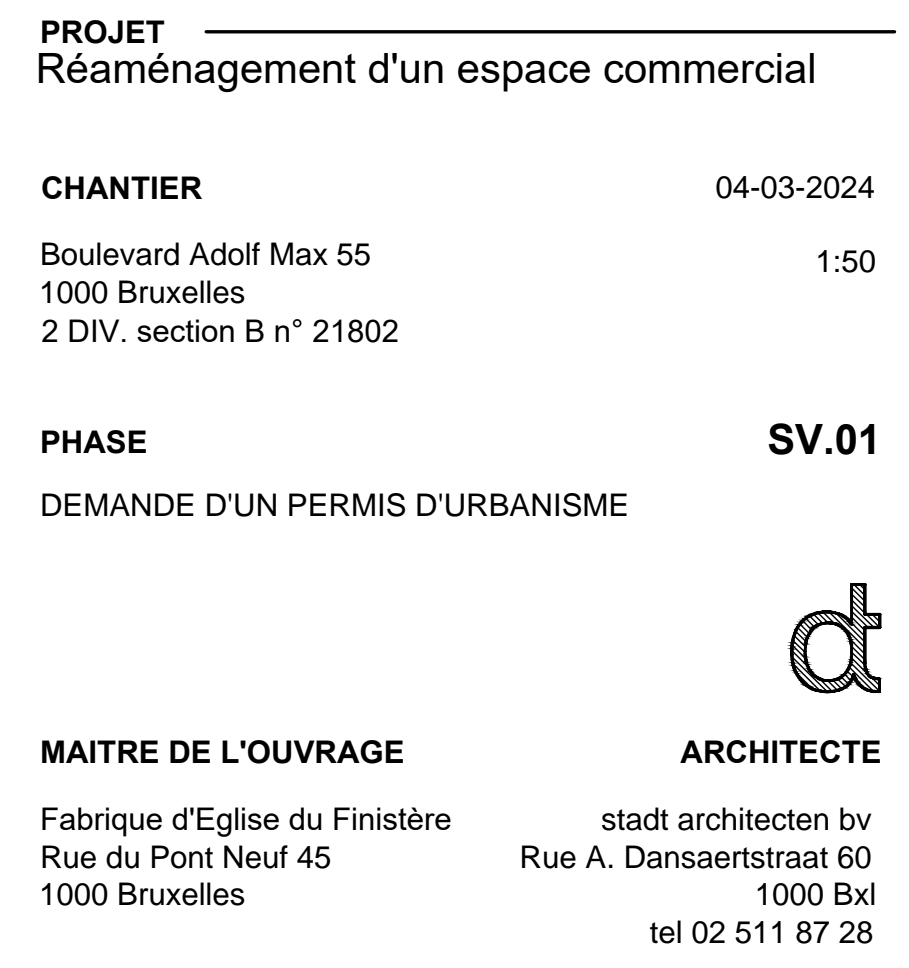 PROJET
Réaménagement d'un espace commercial
CHANTIER
04-03-2024
Boulevard Adolf Max 55
1:50
1000 Bruxelles
2 DIV. section B n° 21802
PHASE
SV.01
DEMANDE D'UN PERMIS D'URBANISME
dt
MAITRE DE L'OUVRAGE
ARCHITECTE
Fabrique d'Eglise du Finistère
Rue du Pont Neuf 45
1000 Bruxelles
stadt architecten bv
Rue A. Dansaertstraat 60
1000 Bxl
tel 02 511 87 28